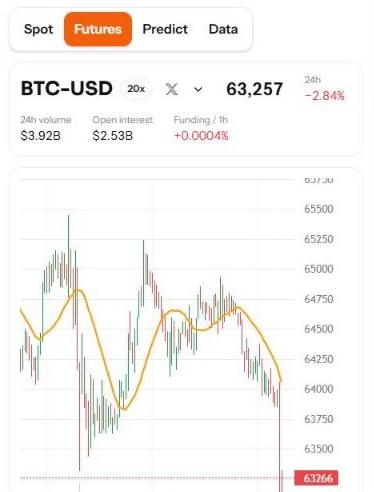 Spot Futures Predict Data
BTC-USD 20x 𝕏 63,257
24h
−2.84%
24h volume Open interest Funding / 1h
$3.92B $2.53B +0.0004%
65750
65500
65250
65000
64750
64500
64250
64000
63750
63500
63266